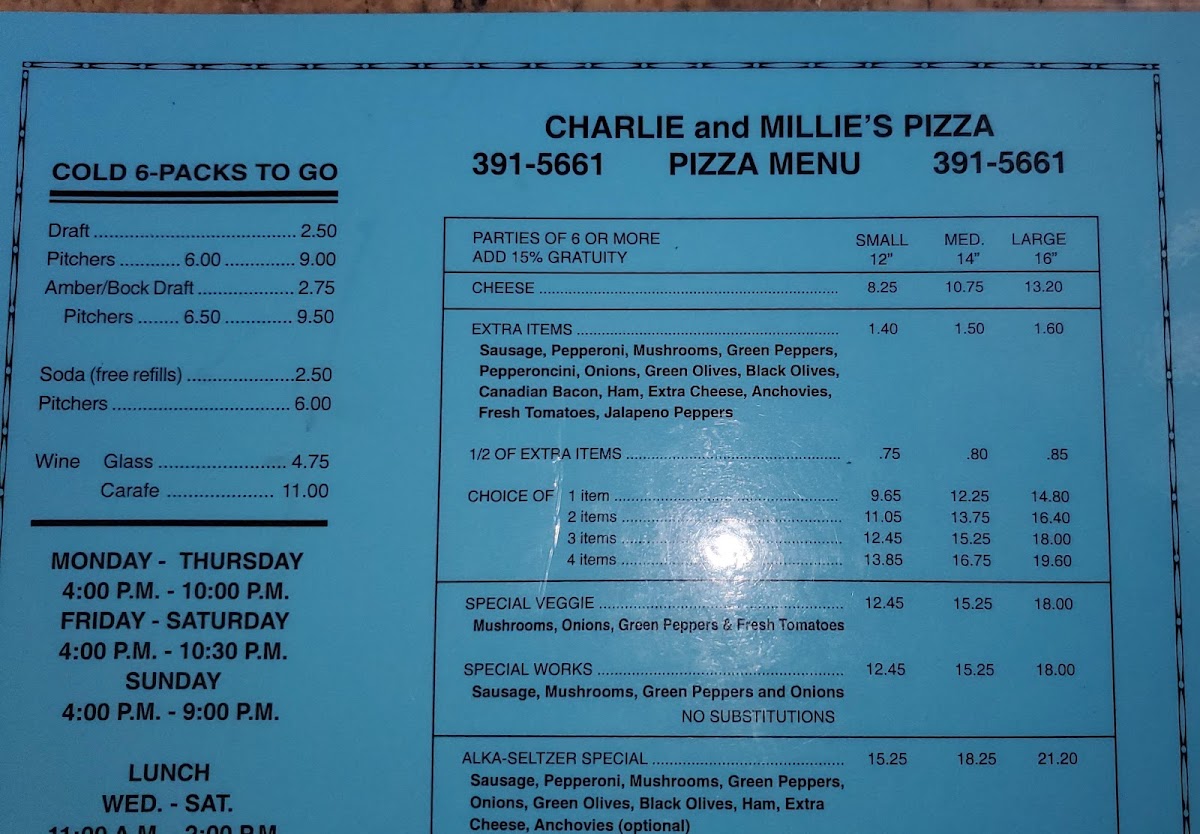 CHARLIE and MILLIE'S PIZZA
391-5661 PIZZA MENU 391-5661
COLD 6-PACKS TO GO
Draft 2.50
Pitchers 6.00 9.00
Amber/Bock Draft 2.75
Pitchers 6.50 9.50
Soda (free refills) 2.50
Pitchers 6.00
Wine Glass 4.75
Carafe 11.00
MONDAY - THURSDAY
4:00 P.M. - 10:00 P.M.
FRIDAY - SATURDAY
4:00 P.M. - 10:30 P.M.
SUNDAY
4:00 P.M. - 9:00 P.M.
LUNCH
WED. - SAT.
11:00 A.M. - 2:00 P.M.
PARTIES OF 6 OR MORE SMALL MED. LARGE
ADD 15% GRATUITY 12" 14" 16"
CHEESE 8.25 10.75 13.20
EXTRA ITEMS 1.40 1.50 1.60
Sausage, Pepperoni, Mushrooms, Green Peppers,
Pepperoncini, Onions, Green Olives, Black Olives,
Canadian Bacon, Ham, Extra Cheese, Anchovies,
Fresh Tomatoes, Jalapeno Peppers
1/2 OF EXTRA ITEMS .75 .80 .85
CHOICE OF 1 item 9.65 12.25 14.80
2 items 11.05 13.75 16.40
3 items 12.45 15.25 18.00
4 items 13.85 16.75 19.60
SPECIAL VEGGIE 12.45 15.25 18.00
Mushrooms, Onions, Green Peppers & Fresh Tomatoes
SPECIAL WORKS 12.45 15.25 18.00
Sausage, Mushrooms, Green Peppers and Onions
NO SUBSTITUTIONS
ALKA-SELTZER SPECIAL 15.25 18.25 21.20
Sausage, Pepperoni, Mushrooms, Green Peppers,
Onions, Green Olives, Black Olives, Ham, Extra
Cheese, Anchovies (optional)